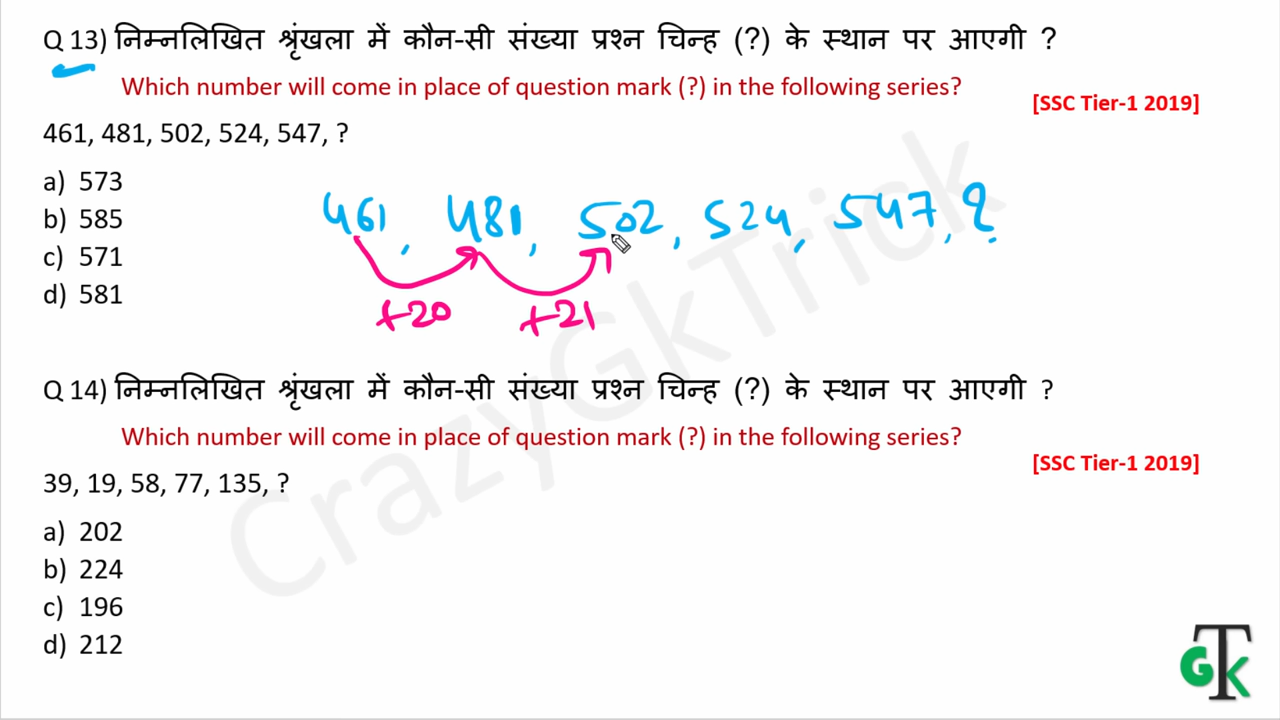 Q 13) निम्नलिखित श्रृंखला में कौन-सी संख्या प्रश्न चिन्ह (?) के स्थान पर आएगी ?
Which number will come in place of question mark (?) in the following series?
[SSC Tier-1 2019]
461, 481, 502, 524, 547, ?
a) 573
b) 585
c) 571
d) 581
461, 481, 502, 524, 547, ?
+20 +21
Q 14) निम्नलिखित श्रृंखला में कौन-सी संख्या प्रश्न चिन्ह (?) के स्थान पर आएगी ?
Which number will come in place of question mark (?) in the following series?
[SSC Tier-1 2019]
39, 19, 58, 77, 135, ?
a) 202
b) 224
c) 196
d) 212
CrazyGkTrick
GTK